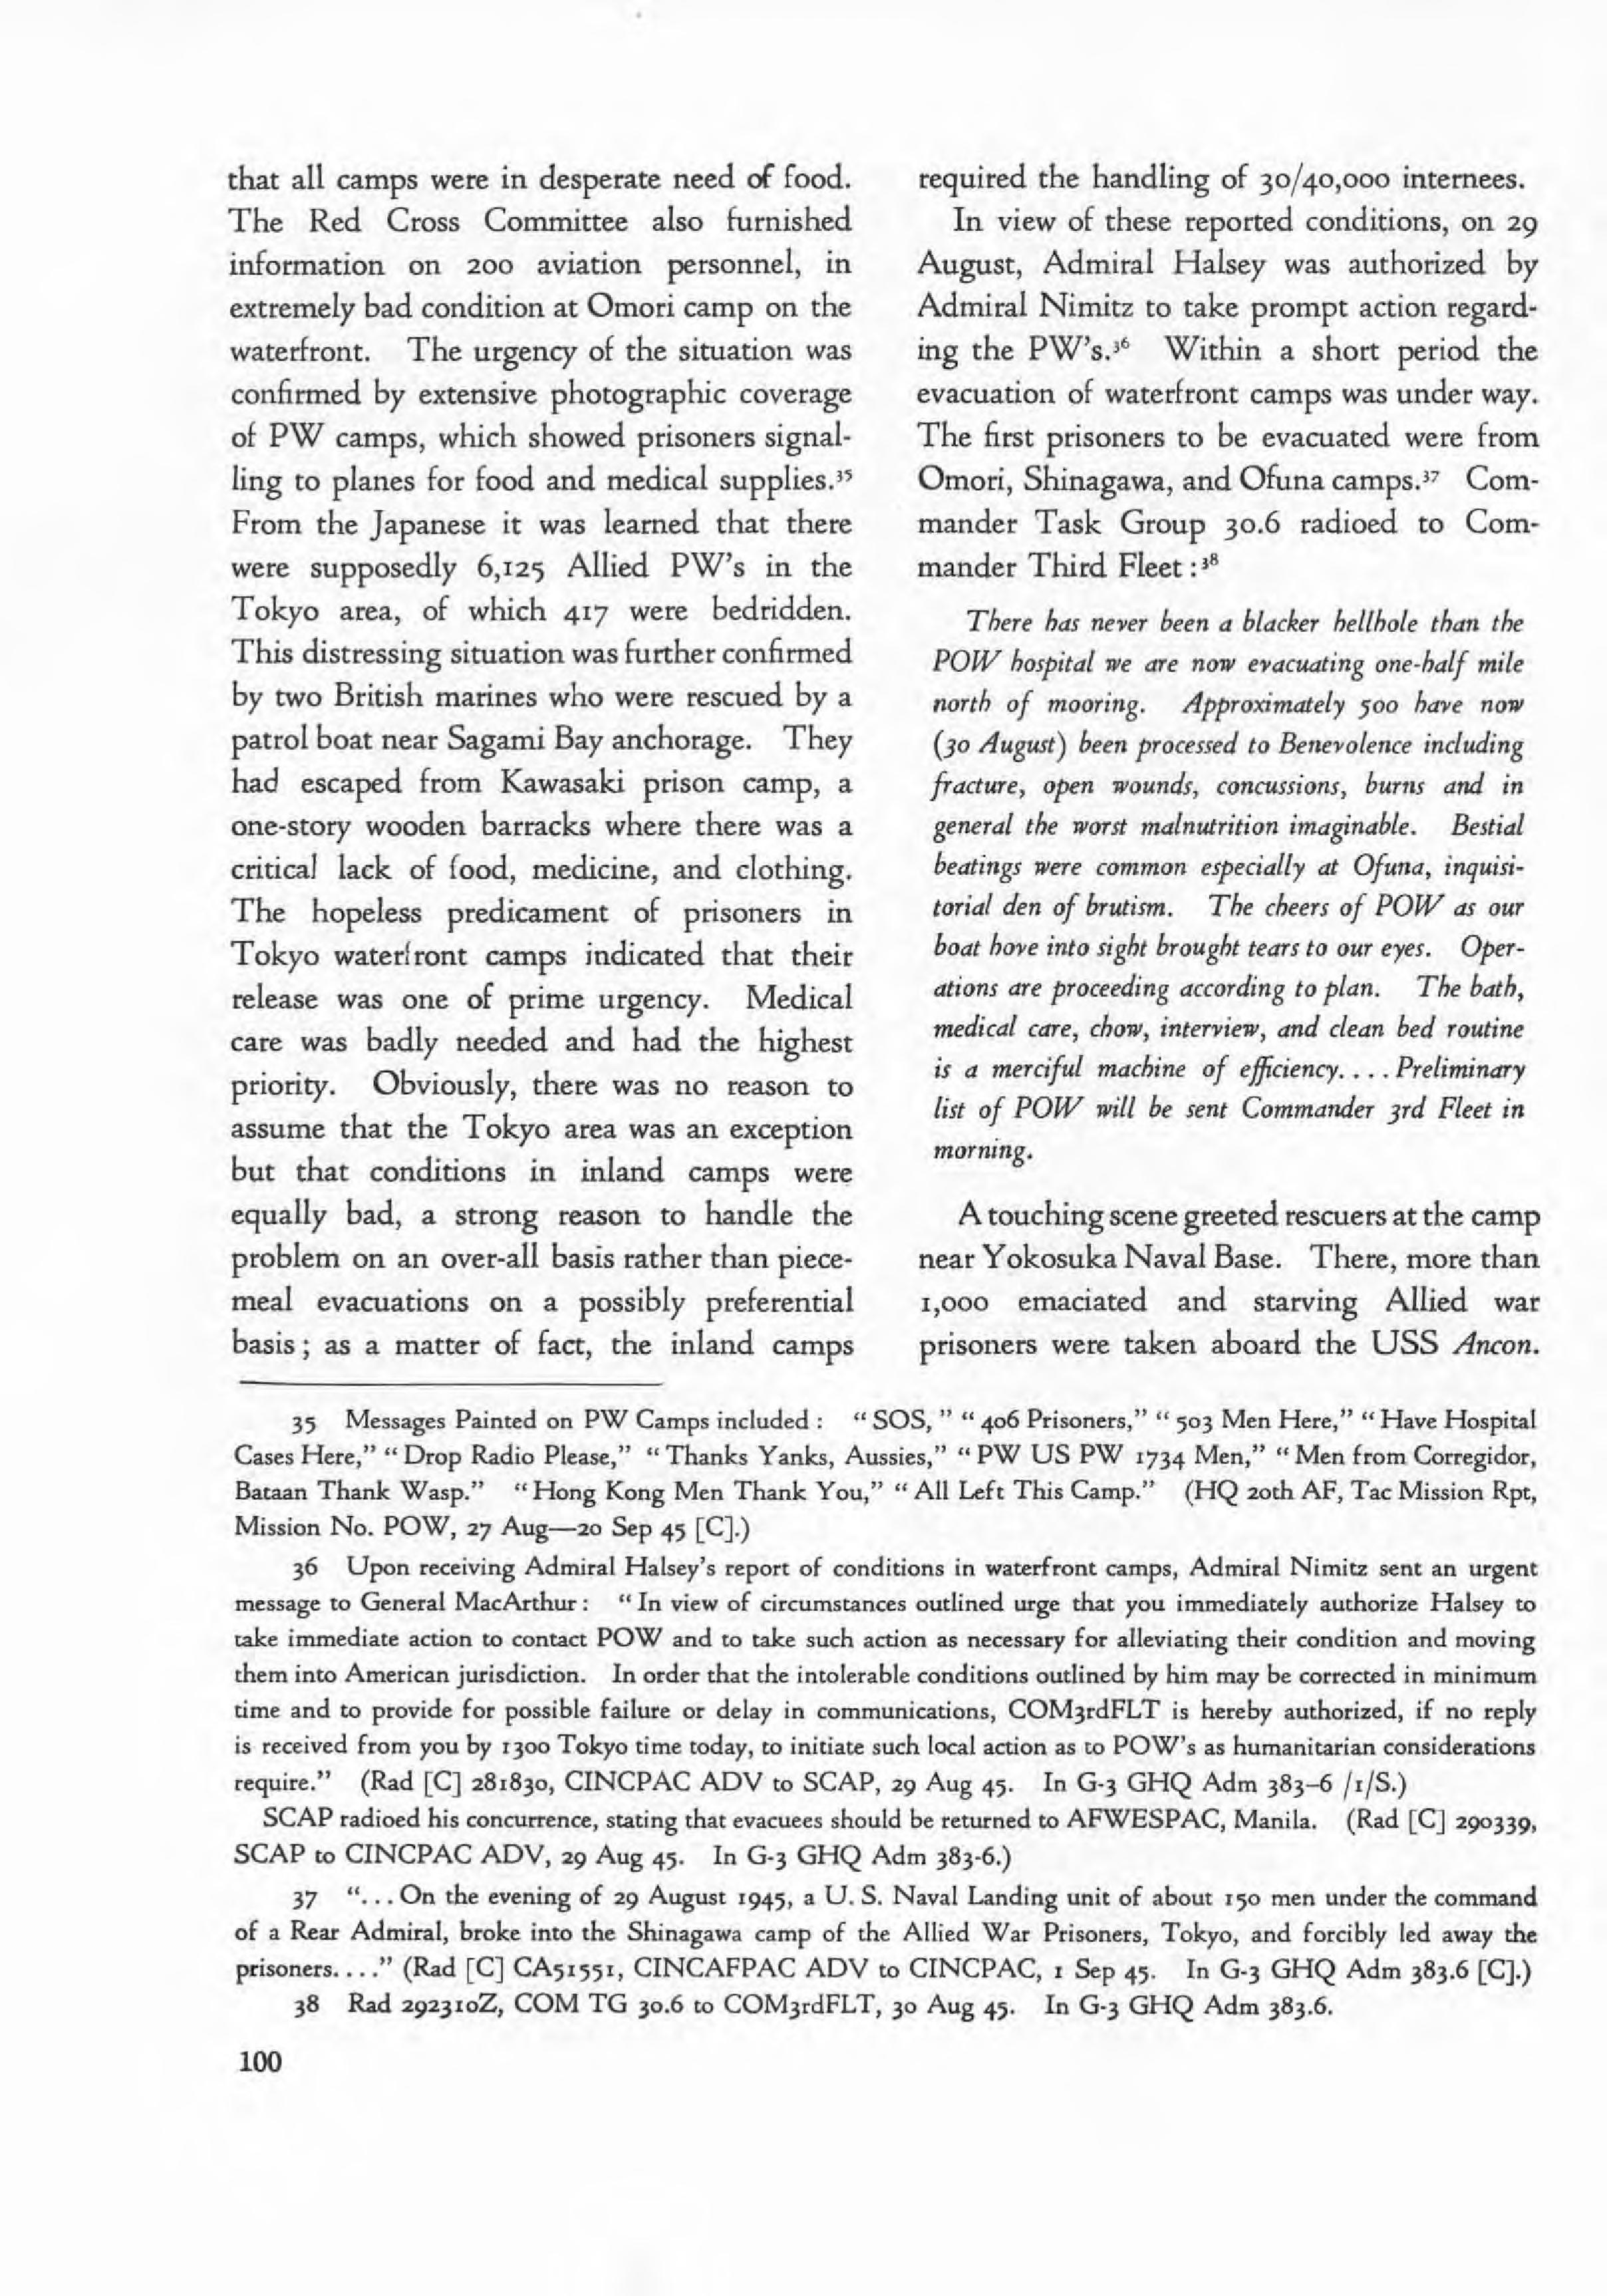 that all camps were in desperate need of food.
The Red Cross Committee also furnished
information on 200 aviation personnel, in
extremely bad condition at Omori camp on the
waterfront. The urgency of the situation was
confirmed by extensive photographic coverage
of PW camps, which showed prisoners signal-
ling to planes for food and medical supplies.³⁵
From the Japanese it was learned that there
were supposedly 6,125 Allied PW's in the
Tokyo area, of which 417 were bedridden.
This distressing situation was further confirmed
by two British marines who were rescued by a
patrol boat near Sagami Bay anchorage. They
had escaped from Kawasaki prison camp, a
one-story wooden barracks where there was a
critical lack of food, medicine, and clothing.
The hopeless predicament of prisoners in
Tokyo waterfront camps indicated that their
release was one of prime urgency. Medical
care was badly needed and had the highest
priority. Obviously, there was no reason to
assume that the Tokyo area was an exception
but that conditions in inland camps were
equally bad, a strong reason to handle the
problem on an over-all basis rather than piece-
meal evacuations on a possibly preferential
basis; as a matter of fact, the inland camps
required the handling of 30/40,000 internees.
In view of these reported conditions, on 29
August, Admiral Halsey was authorized by
Admiral Nimitz to take prompt action regard-
ing the PW's.³⁶ Within a short period the
evacuation of waterfront camps was under way.
The first prisoners to be evacuated were from
Omori, Shinagawa, and Ofuna camps.³⁷ Com-
mander Task Group 30.6 radioed to Com-
mander Third Fleet:³⁸
There has never been a blacker hellhole than the
POW hospital we are now evacuating one-half mile
north of mooring. Approximately 500 have now
(30 August) been processed to Benevolence including
fracture, open wounds, concussions, burns and in
general the worst malnutrition imaginable. Bestial
beatings were common especially at Ofuna, inquisi-
torial den of brutism. The cheers of POW as our
boat hove into sight brought tears to our eyes. Oper-
ations are proceeding according to plan. The bath,
medical care, chow, interview, and clean bed routine
is a merciful machine of efficiency. . . . Preliminary
list of POW will be sent Commander 3rd Fleet in
morning.
A touching scene greeted rescuers at the camp
near Yokosuka Naval Base. There, more than
1,000 emaciated and starving Allied war
prisoners were taken aboard the USS Ancon.
35 Messages Painted on PW Camps included: "SOS," "406 Prisoners," "503 Men Here," "Have Hospital
Cases Here," "Drop Radio Please," "Thanks Yanks, Aussies," "PW US PW 1734 Men," "Men from Corregidor,
Bataan Thank Wasp." "Hong Kong Men Thank You," "All Left This Camp." (HQ 20th AF, Tac Mission Rpt,
Mission No. POW, 27 Aug—20 Sep 45 [C].)
36 Upon receiving Admiral Halsey's report of conditions in waterfront camps, Admiral Nimitz sent an urgent
message to General MacArthur: "In view of circumstances outlined urge that you immediately authorize Halsey to
take immediate action to contact POW and to take such action as necessary for alleviating their condition and moving
them into American jurisdiction. In order that the intolerable conditions outlined by him may be corrected in minimum
time and to provide for possible failure or delay in communications, COM3rdFLT is hereby authorized, if no reply
is received from you by 1300 Tokyo time today, to initiate such local action as to POW's as humanitarian considerations
require." (Rad [C] 281830, CINCPAC ADV to SCAP, 29 Aug 45. In G-3 GHQ Adm 383-6 /1/S.)
SCAP radioed his concurrence, stating that evacuees should be returned to AFWESPAC, Manila. (Rad [C] 290339,
SCAP to CINCPAC ADV, 29 Aug 45. In G-3 GHQ Adm 383-6.)
37 ". . . On the evening of 29 August 1945, a U. S. Naval Landing unit of about 150 men under the command
of a Rear Admiral, broke into the Shinagawa camp of the Allied War Prisoners, Tokyo, and forcibly led away the
prisoners. . . ." (Rad [C] CA51551, CINCAFPAC ADV to CINCPAC, 1 Sep 45. In G-3 GHQ Adm 383.6 [C].)
38 Rad 292310Z, COM TG 30.6 to COM3rdFLT, 30 Aug 45. In G-3 GHQ Adm 383.6.
100